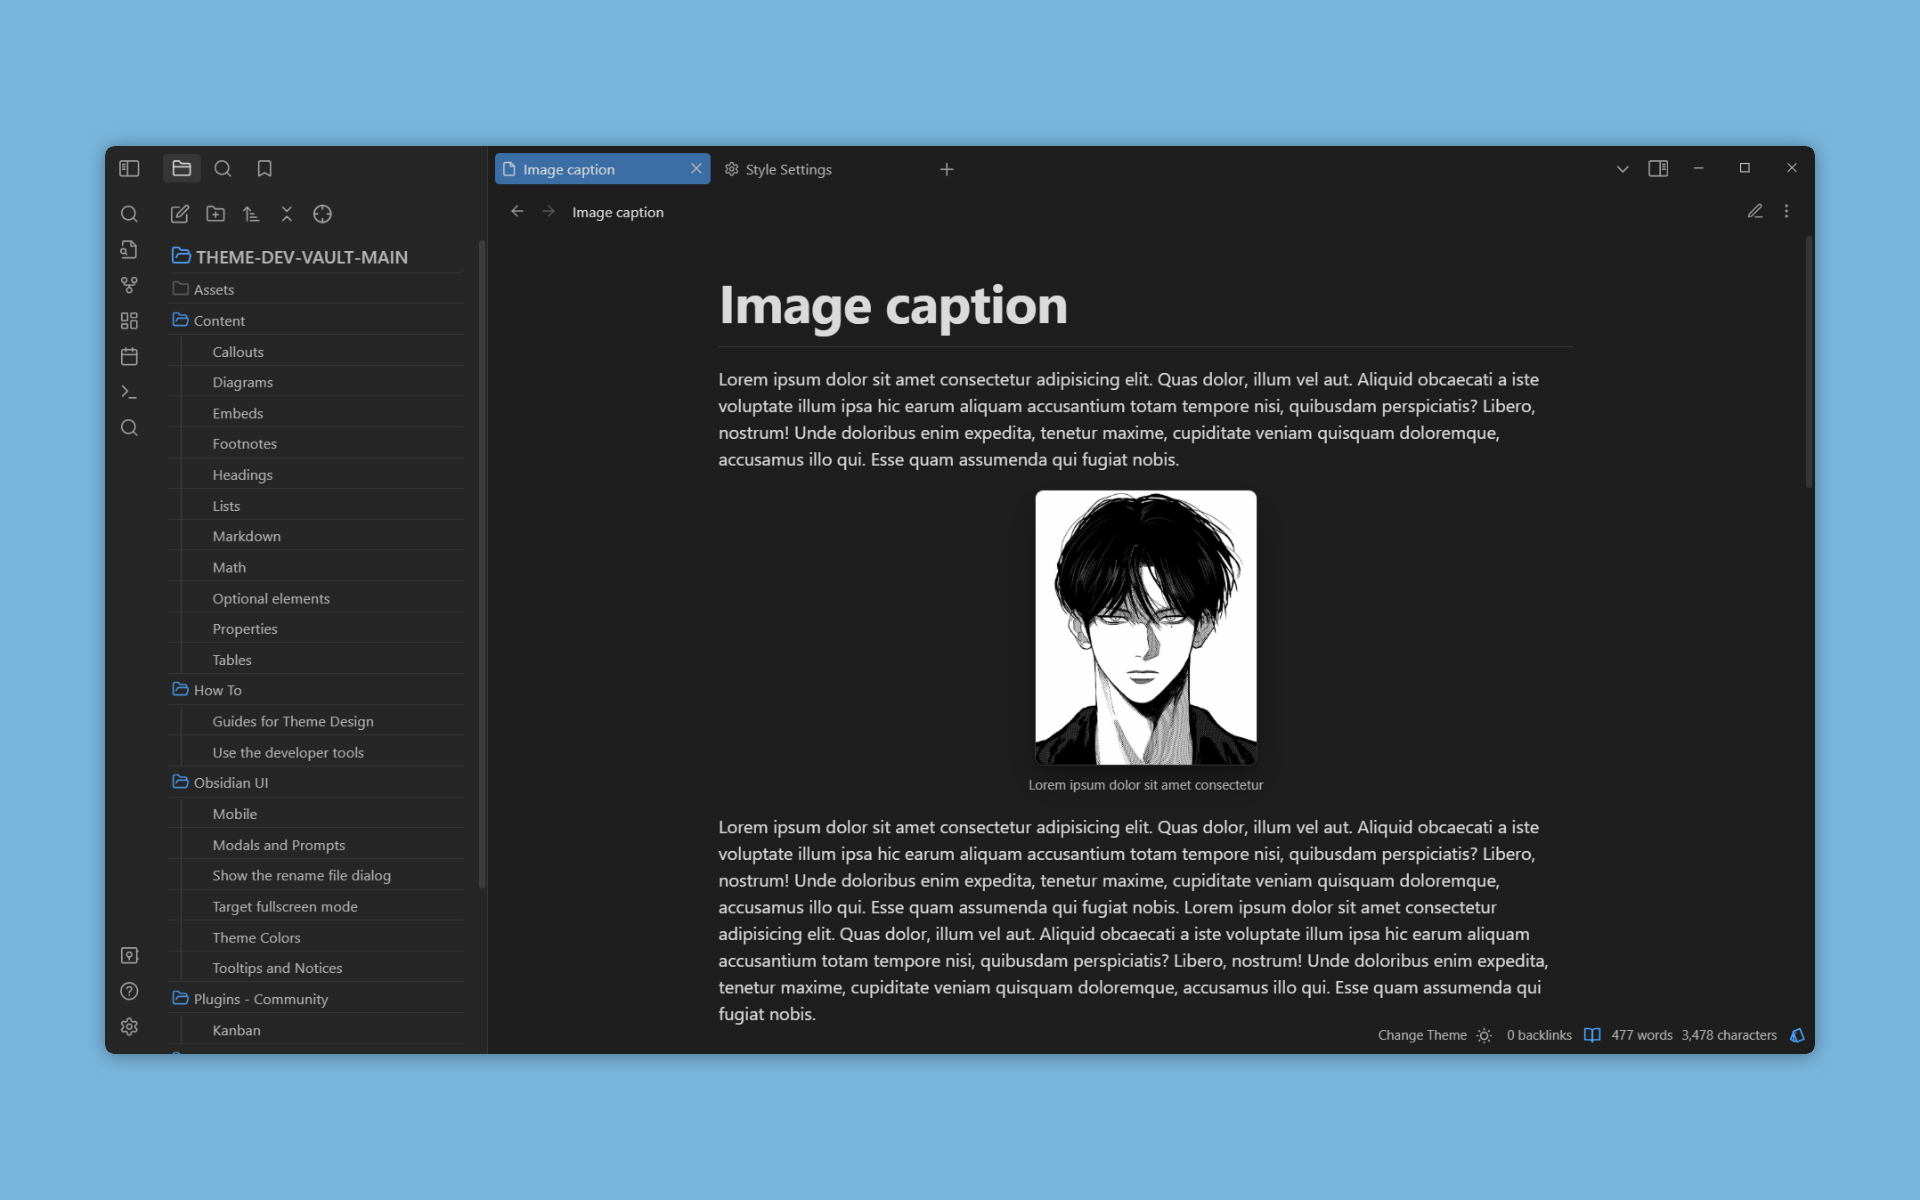 Image caption
Style Settings
Image caption
THEME-DEV-VAULT-MAIN
Assets
Content
Callouts
Diagrams
Embeds
Footnotes
Headings
Lists
Markdown
Math
Optional elements
Properties
Tables
How To
Guides for Theme Design
Use the developer tools
Obsidian UI
Mobile
Modals and Prompts
Show the rename file dialog
Target fullscreen mode
Theme Colors
Tooltips and Notices
Plugins - Community
Kanban
Image caption
Lorem ipsum dolor sit amet consectetur adipisicing elit. Quas dolor, illum vel aut. Aliquid obcaecati a iste
voluptate illum ipsa hic earum aliquam accusantium totam tempore nisi, quibusdam perspiciatis? Libero,
nostrum! Unde doloribus enim expedita, tenetur maxime, cupiditate veniam quisquam doloremque,
accusamus illo qui. Esse quam assumenda qui fugiat nobis.
Lorem ipsum dolor sit amet consectetur
Lorem ipsum dolor sit amet consectetur adipisicing elit. Quas dolor, illum vel aut. Aliquid obcaecati a iste
voluptate illum ipsa hic earum aliquam accusantium totam tempore nisi, quibusdam perspiciatis? Libero,
nostrum! Unde doloribus enim expedita, tenetur maxime, cupiditate veniam quisquam doloremque,
accusamus illo qui. Esse quam assumenda qui fugiat nobis. Lorem ipsum dolor sit amet consectetur
adipisicing elit. Quas dolor, illum vel aut. Aliquid obcaecati a iste voluptate illum ipsa hic earum aliquam
accusantium totam tempore nisi, quibusdam perspiciatis? Libero, nostrum! Unde doloribus enim expedita,
tenetur maxime, cupiditate veniam quisquam doloremque, accusamus illo qui. Esse quam assumenda qui
fugiat nobis.
Change Theme 0 backlinks 477 words 3,478 characters